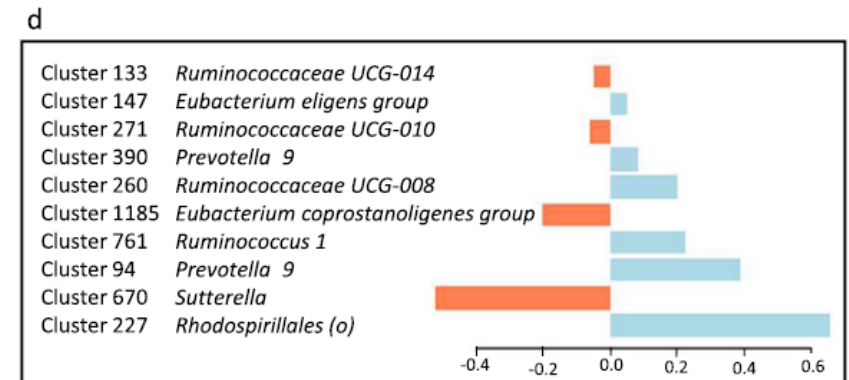 d
Cluster 133 Ruminococcaceae UCG-014
Cluster 147 Eubacterium eligens group
Cluster 271 Ruminococcaceae UCG-010
Cluster 390 Prevotella 9
Cluster 260 Ruminococcaceae UCG-008
Cluster 1185 Eubacterium coprostanoligenes group
Cluster 761 Ruminococcus 1
Cluster 94 Prevotella 9
Cluster 670 Sutterella
Cluster 227 Rhodospirillales (o)
-0.4 -0.2 0.0 0.2 0.4 0.6